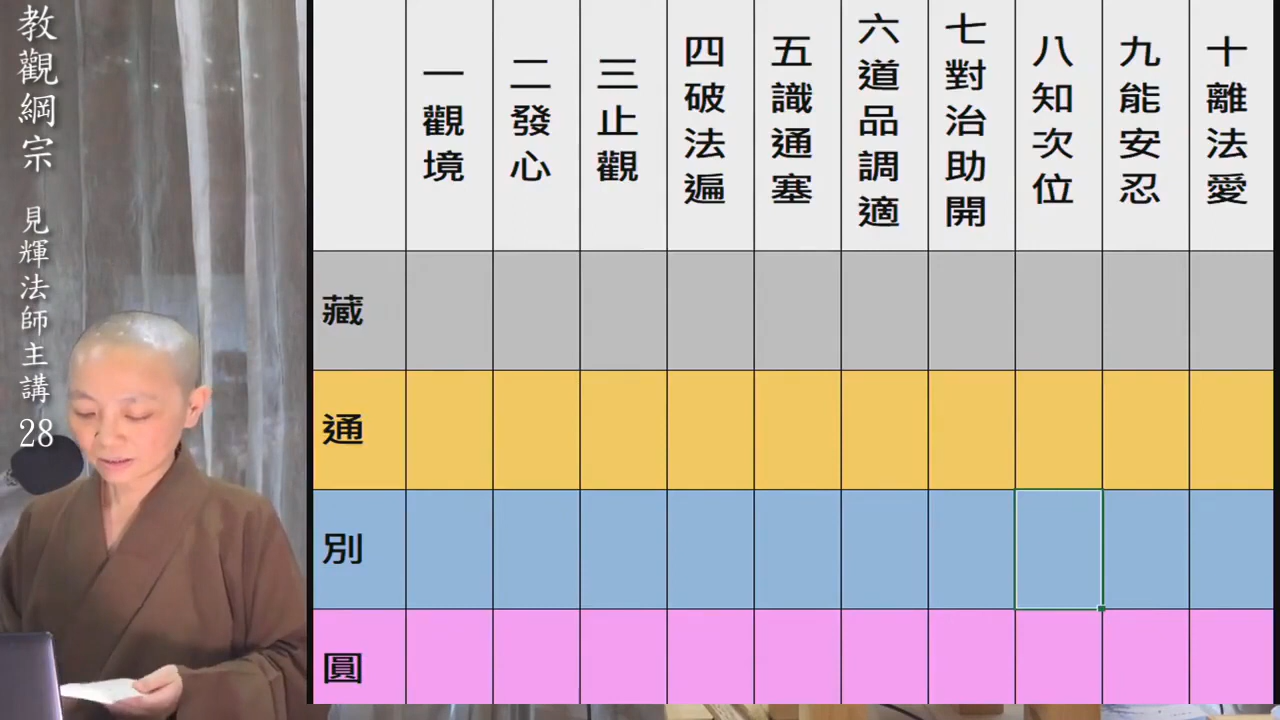 教觀綱宗 見輝法師主講 28
一觀境
二發心
三止觀
四破法遍
五識通塞
六道品調適
七對治助開
八知次位
九能安忍
十離法愛
藏
通
別
圓